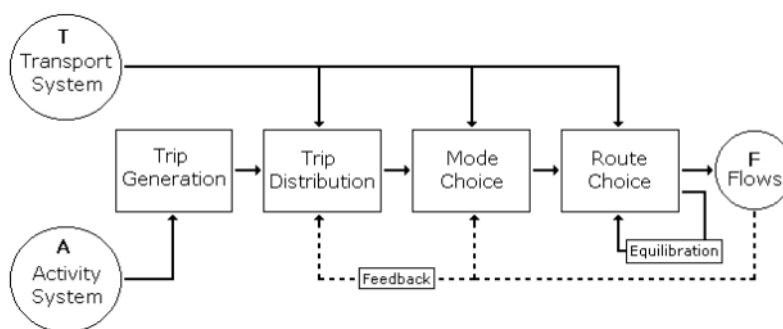 T
Transport
System
Trip
Generation
Trip
Distribution
Mode
Choice
Route
Choice
F
Flows
Equilibration
Feedback
A
Activity
System